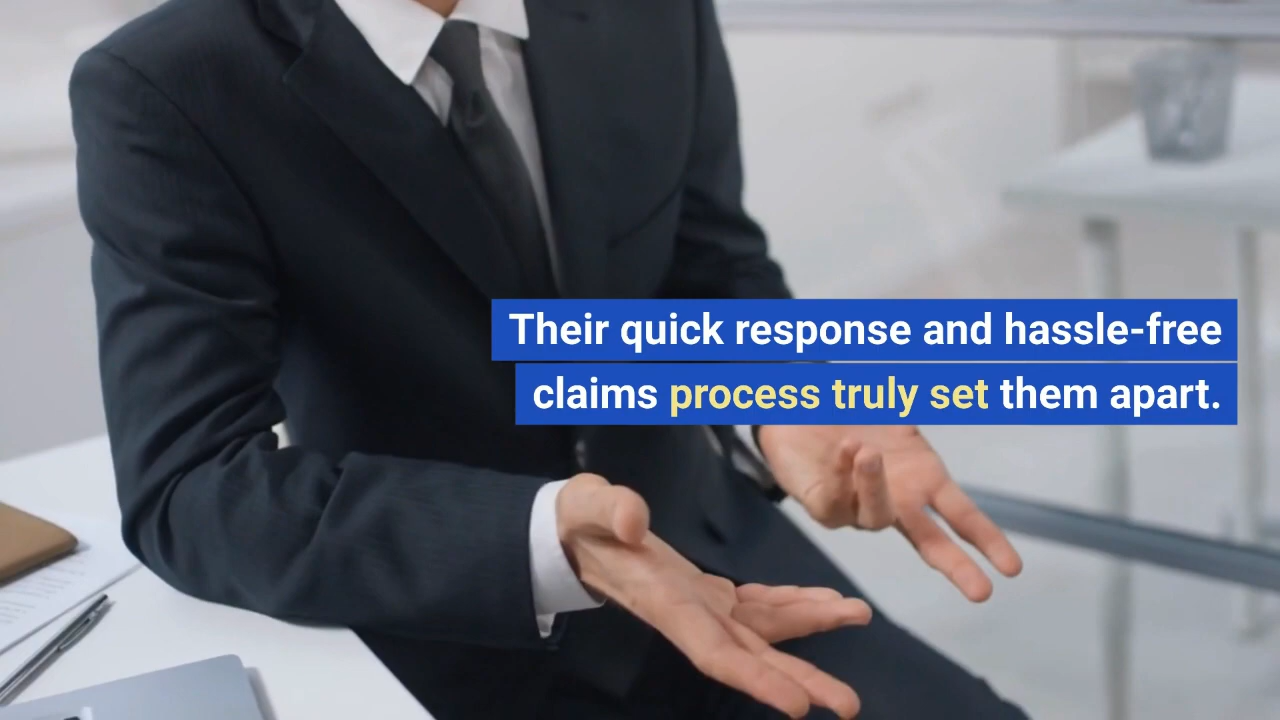 Their quick response and hassle-free
claims process truly set them apart.